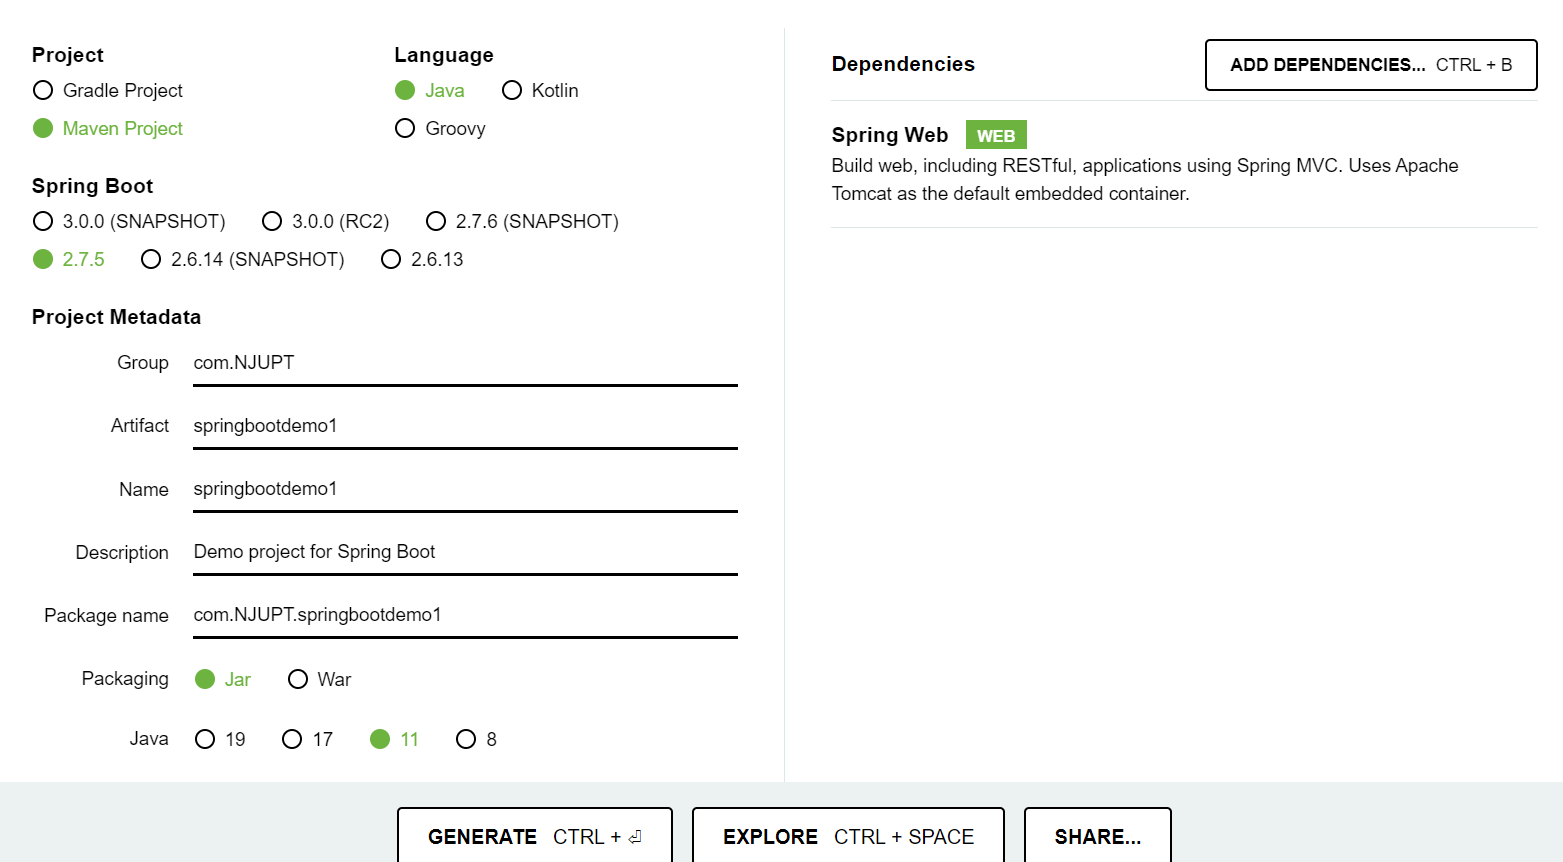 Project
Gradle Project
Maven Project
Language
Java Kotlin
Groovy
Spring Boot
3.0.0 (SNAPSHOT) 3.0.0 (RC2) 2.7.6 (SNAPSHOT)
2.7.5 2.6.14 (SNAPSHOT) 2.6.13
Project Metadata
Group com.NJUPT
Artifact springbootdemo1
Name springbootdemo1
Description Demo project for Spring Boot
Package name com.NJUPT.springbootdemo1
Packaging Jar War
Java 19 17 11 8
Dependencies
ADD DEPENDENCIES... CTRL + B
Spring Web WEB
Build web, including RESTful, applications using Spring MVC. Uses Apache
Tomcat as the default embedded container.
GENERATE CTRL + ⏎
EXPLORE CTRL + SPACE
SHARE...